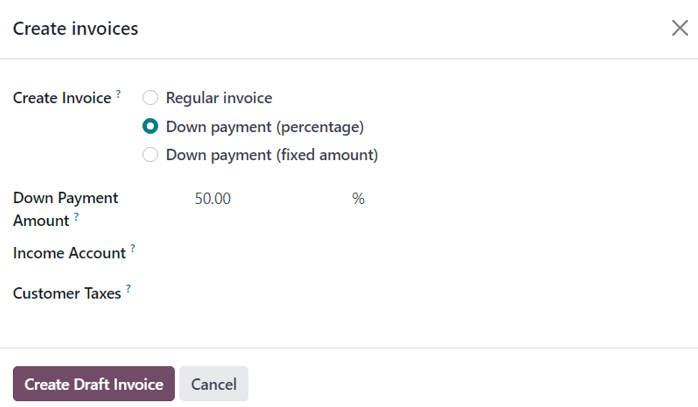 Create invoices
Create Invoice ?
Regular invoice
Down payment (percentage)
Down payment (fixed amount)
Down Payment
Amount ?
50.00 %
Income Account ?
Customer Taxes ?
Create Draft Invoice Cancel